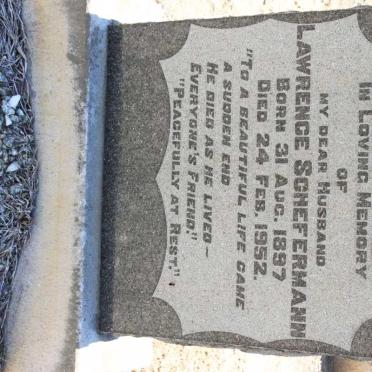 In Loving Memory
of
my dear husband
Lawrence Schefermann
Born 31 Aug. 1897
Died 24 Feb. 1952.
"To a beautiful life came
a sudden end
He died as he lived—
Everyone's friend."
"Peacefully at Rest."